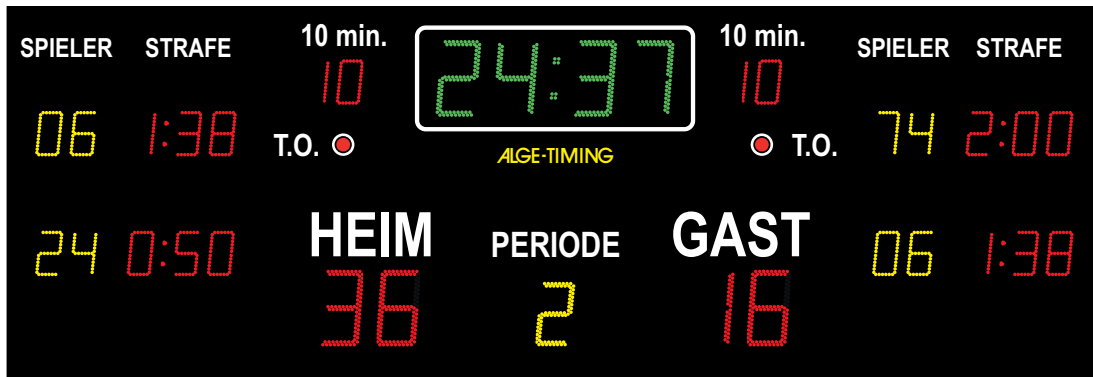 SPIELER STRAFE 10 min. 24:37 10 min. SPIELER STRAFE
10 10
06 1:38 T.O. ALGE-TIMING T.O. 74 2:00
24 0:50 HEIM PERIODE GAST 06 1:38
36 2 16